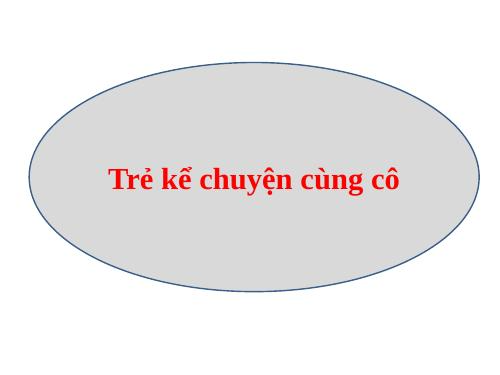 Trẻ kể chuyện cùng cô